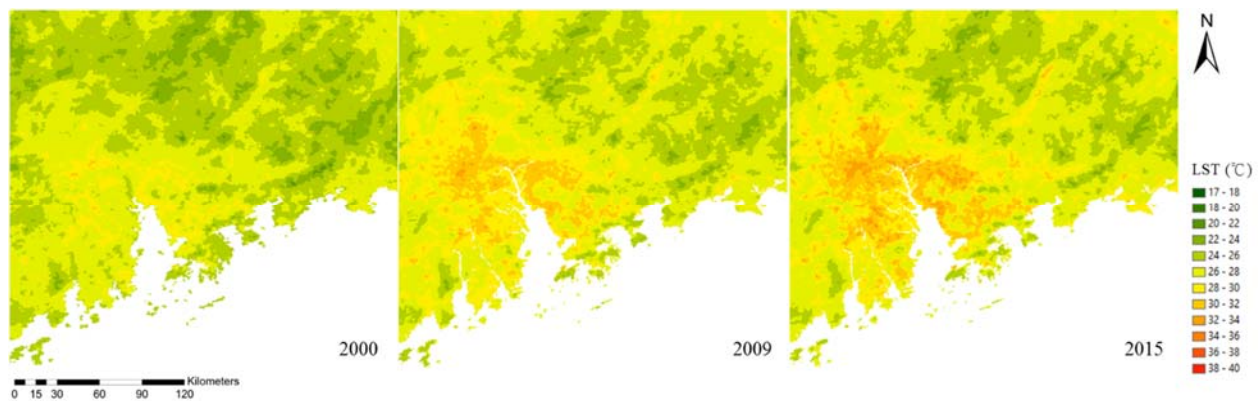 N
LST (℃)
17 - 18
18 - 20
20 - 22
22 - 24
24 - 26
26 - 28
28 - 30
30 - 32
32 - 34
34 - 36
36 - 38
38 - 40
2000
2009
2015
Kilometers
0 15 30 60 90 120